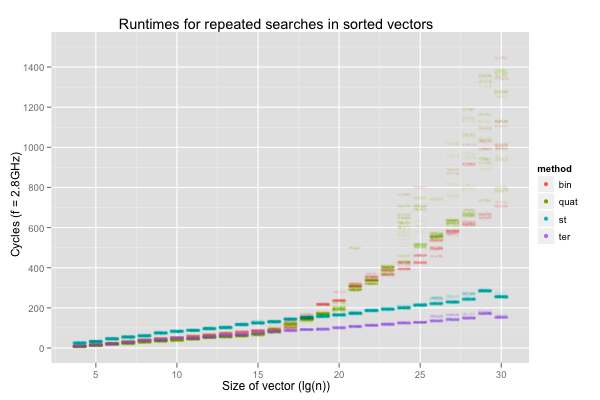 Runtimes for repeated searches in sorted vectors
Cycles (f = 2.8GHz)
1400
1200
1000
800
600
400
200
0
5
10
15
20
25
30
Size of vector (lg(n))
method
bin
quat
st
ter